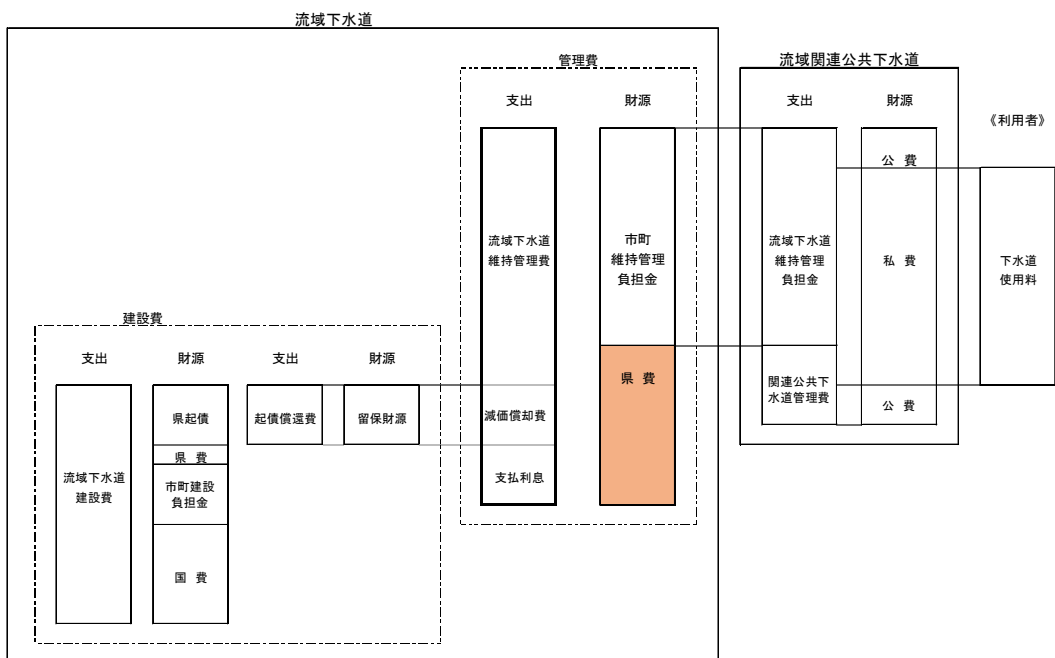 流域下水道
管理費
支出
財源
流域下水道
維持管理費
減価償却費
支払利息
市町
維持管理
負担金
県 費
建設費
支出
財源
支出
財源
流域下水道
建設費
県起債
県 費
市町建設
負担金
国 費
起債償還費
留保財源
流域関連公共下水道
支出
財源
流域下水道
維持管理
負担金
関連公共下
水道管理費
公 費
私 費
公 費
《利用者》
下水道
使用料